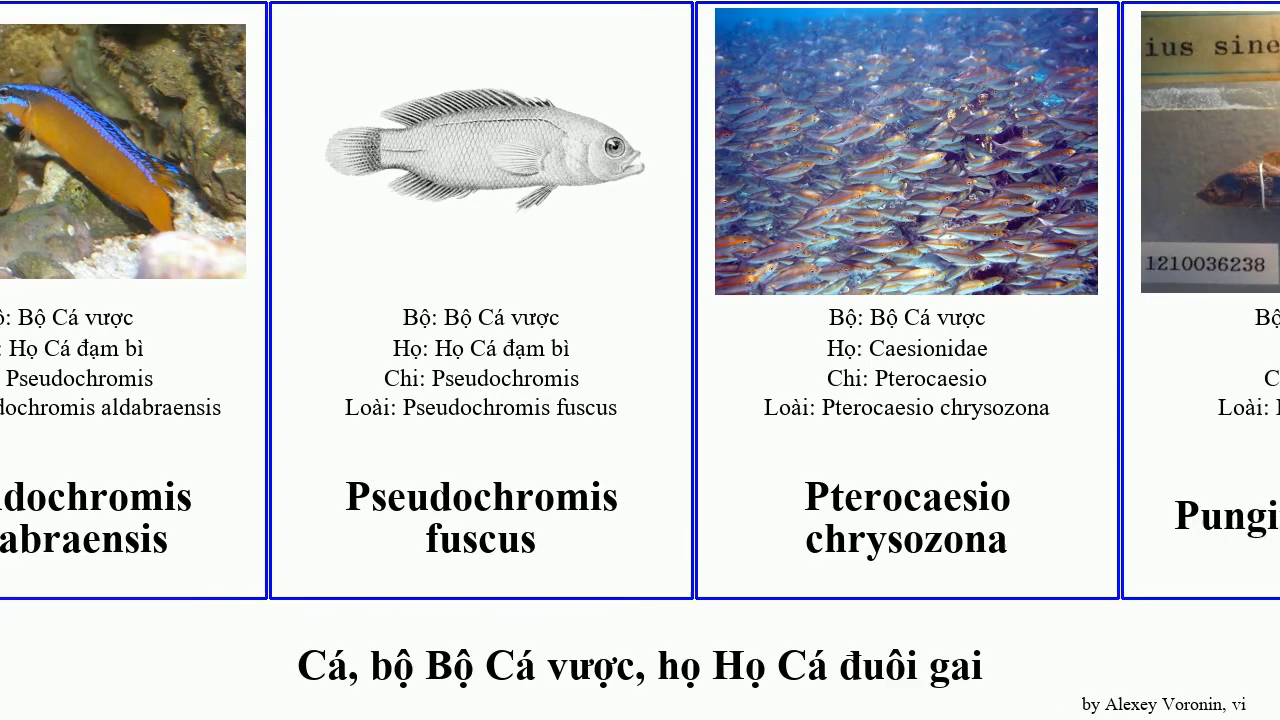 ius sine
1210036238
Bộ Cá vược
Họ Cá đạm bì
Pseudochromis
aldabraensis
dochromis
abraensis
Bộ: Bộ Cá vược
Họ: Họ Cá đạm bì
Chi: Pseudochromis
Loài: Pseudochromis fuscus
Pseudochromis
fuscus
Bộ: Bộ Cá vược
Họ: Caesionidae
Chi: Pterocaesio
Loài: Pterocaesio chrysozona
Pterocaesio
chrysozona
Loài:
Pungi
Cá, bộ Bộ Cá vược, họ Họ Cá đuôi gai
by Alexey Voronin, vi